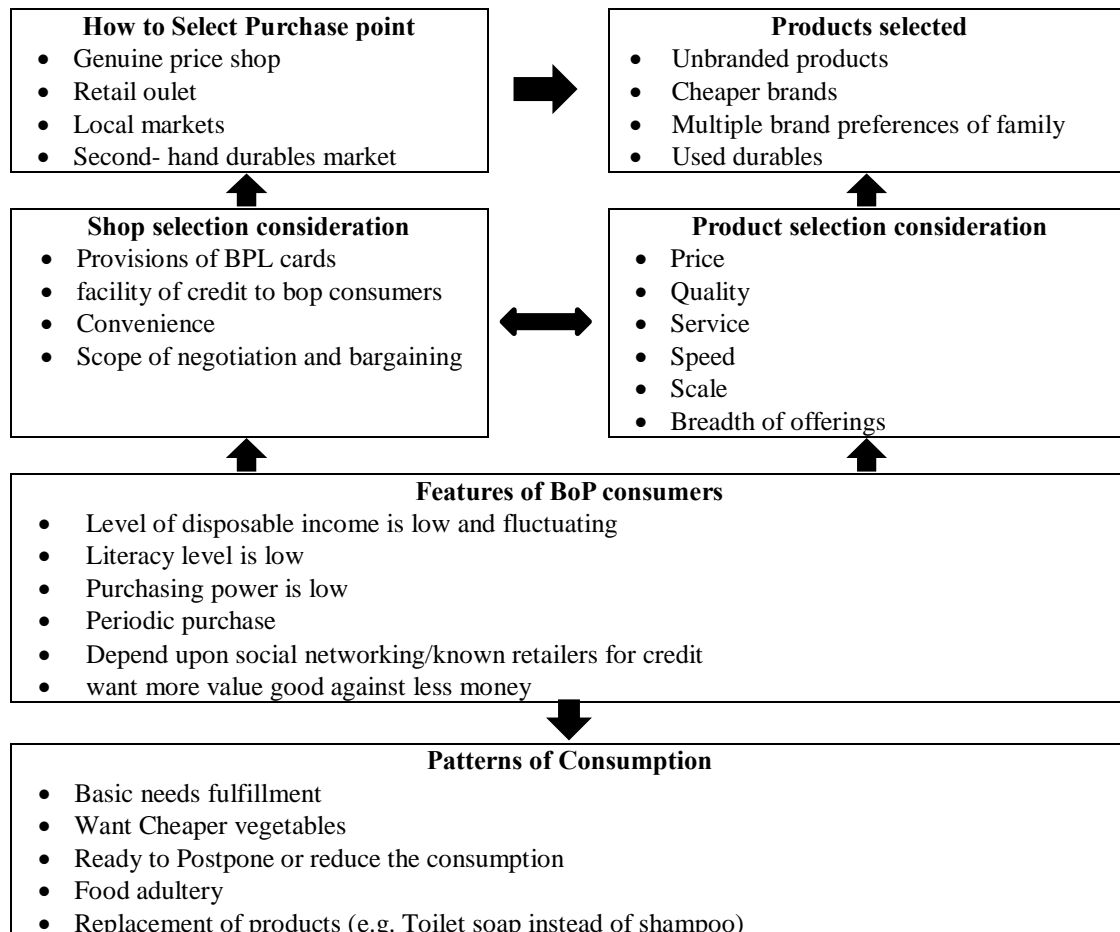 How to Select Purchase point
• Genuine price shop
• Retail oulet
• Local markets
• Second- hand durables market
Products selected
• Unbranded products
• Cheaper brands
• Multiple brand preferences of family
• Used durables
Shop selection consideration
• Provisions of BPL cards
• facility of credit to bop consumers
• Convenience
• Scope of negotiation and bargaining
Product selection consideration
• Price
• Quality
• Service
• Speed
• Scale
• Breadth of offerings
Features of BoP consumers
• Level of disposable income is low and fluctuating
• Literacy level is low
• Purchasing power is low
• Periodic purchase
• Depend upon social networking/known retailers for credit
• want more value good against less money
Patterns of Consumption
• Basic needs fulfillment
• Want Cheaper vegetables
• Ready to Postpone or reduce the consumption
• Food adultery
• Replacement of products (e.g. Toilet soap instead of shampoo)